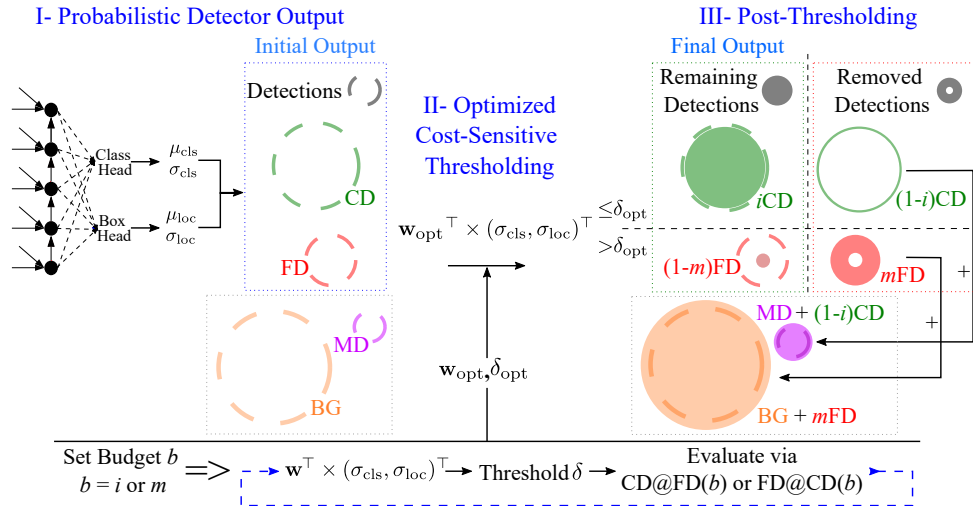 I- Probabilistic Detector Output
Initial Output
Detections
Class
Head
μcls
σcls
Box
Head
μloc
σloc
CD
FD
MD
BG
II- Optimized
Cost-Sensitive
Thresholding
wopt⊤ × (σcls, σloc)⊤
≤δopt
>δopt
wopt,δopt
III- Post-Thresholding
Final Output
Remaining
Detections
Removed
Detections
iCD
(1-i)CD
(1-m)FD
mFD
+
+
MD + (1-i)CD
BG + mFD
Set Budget b
b = i or m
w⊤ × (σcls, σloc)⊤
Threshold δ
Evaluate via
CD@FD(b) or FD@CD(b)